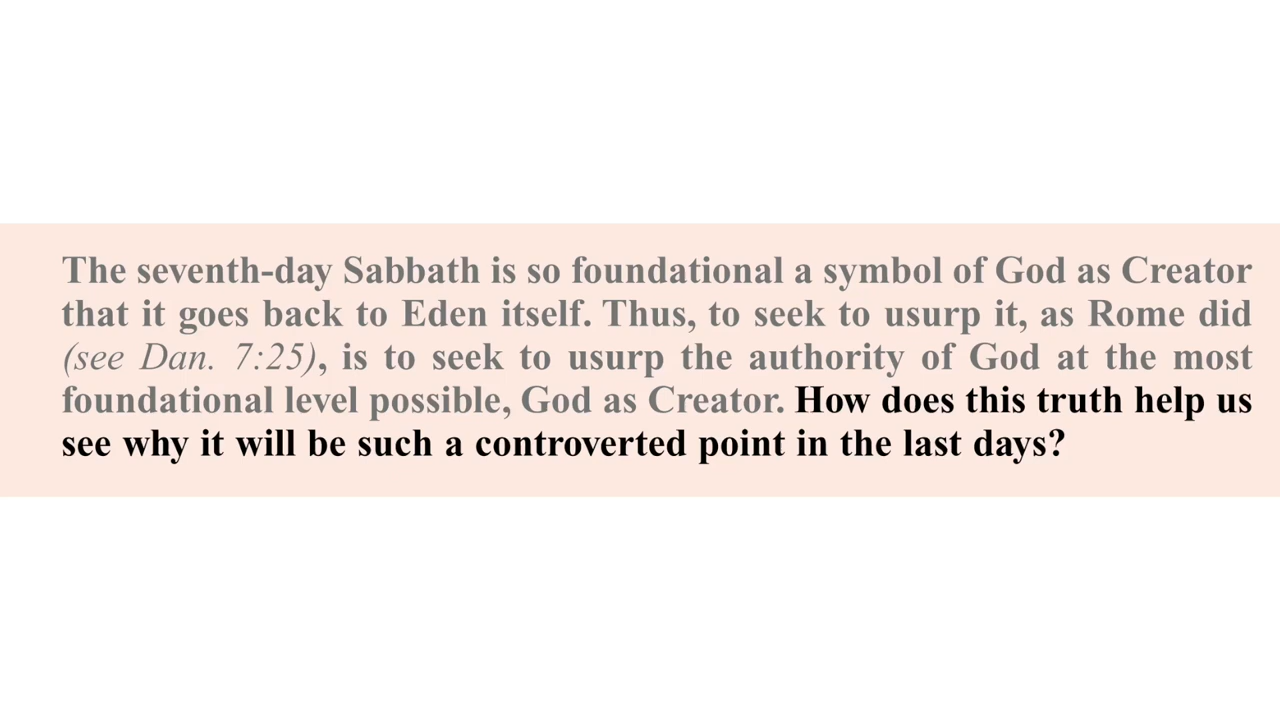 The seventh-day Sabbath is so foundational a symbol of God as Creator
that it goes back to Eden itself. Thus, to seek to usurp it, as Rome did
(see Dan. 7:25), is to seek to usurp the authority of God at the most
foundational level possible, God as Creator. How does this truth help us
see why it will be such a controverted point in the last days?